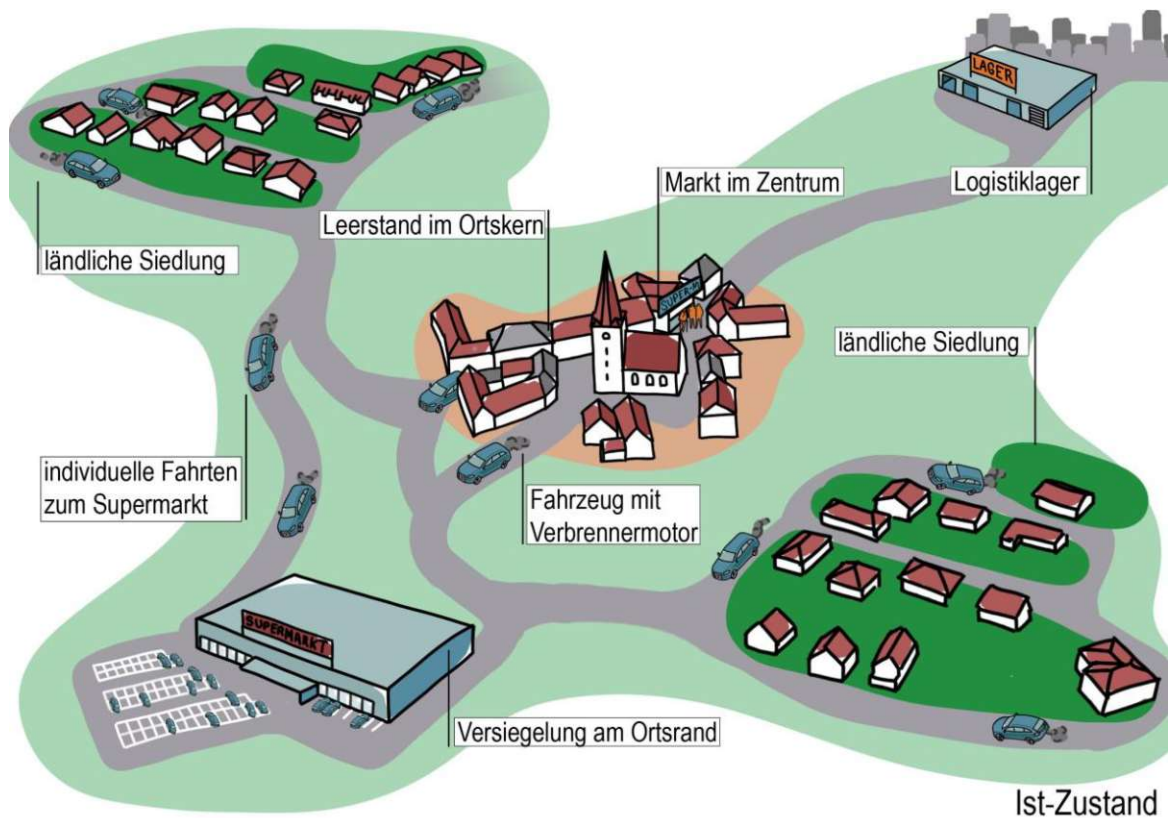 LAGER
Markt im Zentrum
Logistiklager
Leerstand im Ortskern
ländliche Siedlung
SUPER-M
ländliche Siedlung
individuelle Fahrten
zum Supermarkt
Fahrzeug mit
Verbrennermotor
SUPERMARKT
Versiegelung am Ortsrand
Ist-Zustand